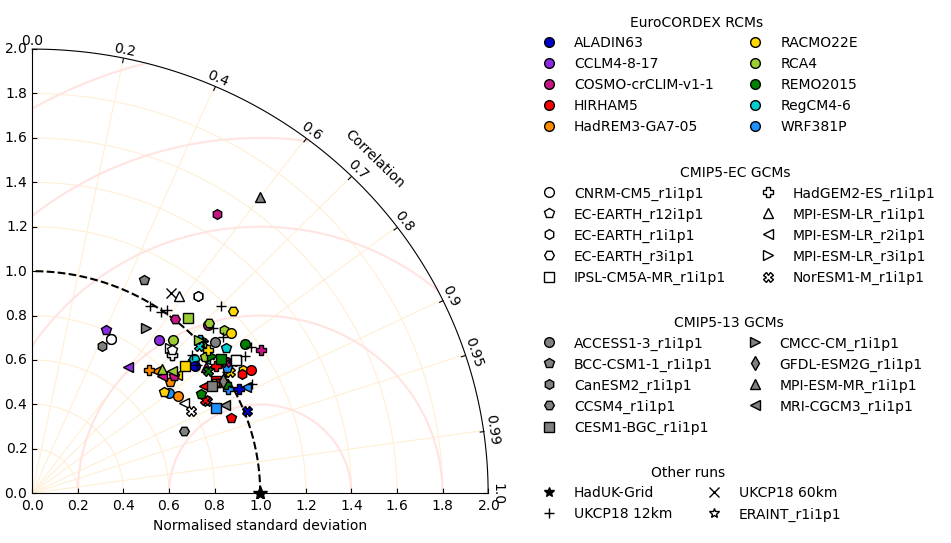 0.0
0.2
0.4
0.6
Correlation
0.7
0.8
0.9
0.95
0.99
1.0
2.0
1.8
1.6
1.4
1.2
1.0
0.8
0.6
0.4
0.2
0.0
0.0 0.2 0.4 0.6 0.8 1.0 1.2 1.4 1.6 1.8 2.0
Normalised standard deviation
EuroCORDEX RCMs
ALADIN63 RACMO22E
CCLM4-8-17 RCA4
COSMO-crCLIM-v1-1 REMO2015
HIRHAM5 RegCM4-6
HadREM3-GA7-05 WRF381P
CMIP5-EC GCMs
CNRM-CM5_r1i1p1 HadGEM2-ES_r1i1p1
EC-EARTH_r12i1p1 MPI-ESM-LR_r1i1p1
EC-EARTH_r1i1p1 MPI-ESM-LR_r2i1p1
EC-EARTH_r3i1p1 MPI-ESM-LR_r3i1p1
IPSL-CM5A-MR_r1i1p1 NorESM1-M_r1i1p1
CMIP5-13 GCMs
ACCESS1-3_r1i1p1 CMCC-CM_r1i1p1
BCC-CSM1-1_r1i1p1 GFDL-ESM2G_r1i1p1
CanESM2_r1i1p1 MPI-ESM-MR_r1i1p1
CCSM4_r1i1p1 MRI-CGCM3_r1i1p1
CESM1-BGC_r1i1p1
Other runs
HadUK-Grid UKCP18 60km
UKCP18 12km ERAINT_r1i1p1